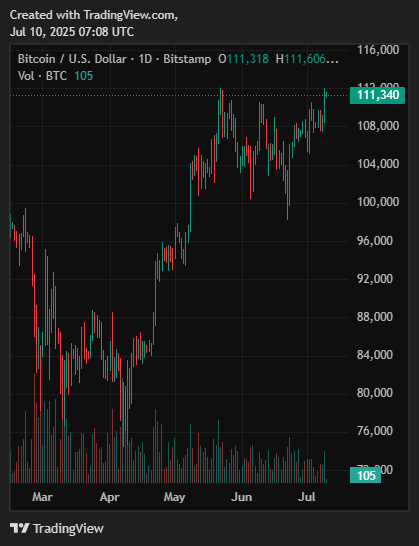 Created with TradingView.com,
Jul 10, 2025 07:08 UTC
Bitcoin / U.S. Dollar · 1D · Bitstamp O111,318 H111,606...
Vol · BTC 105
116,000
111,340
108,000
104,000
100,000
96,000
92,000
88,000
84,000
80,000
76,000
105
Mar Apr May Jun Jul
TradingView